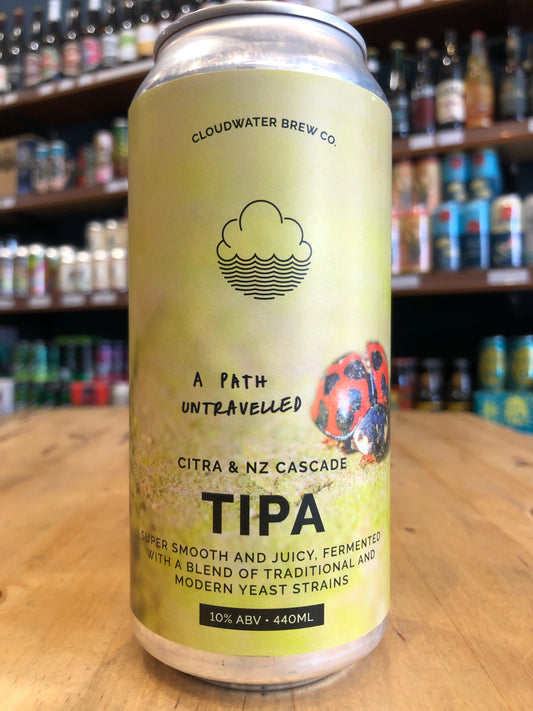 CLOUDWATER BREW CO.
A PATH
UNTRAVELLED
CITRA & NZ CASCADE
TIPA
SUPER SMOOTH AND JUICY, FERMENTED
WITH A BLEND OF TRADITIONAL AND
MODERN YEAST STRAINS
10% ABV • 440ML